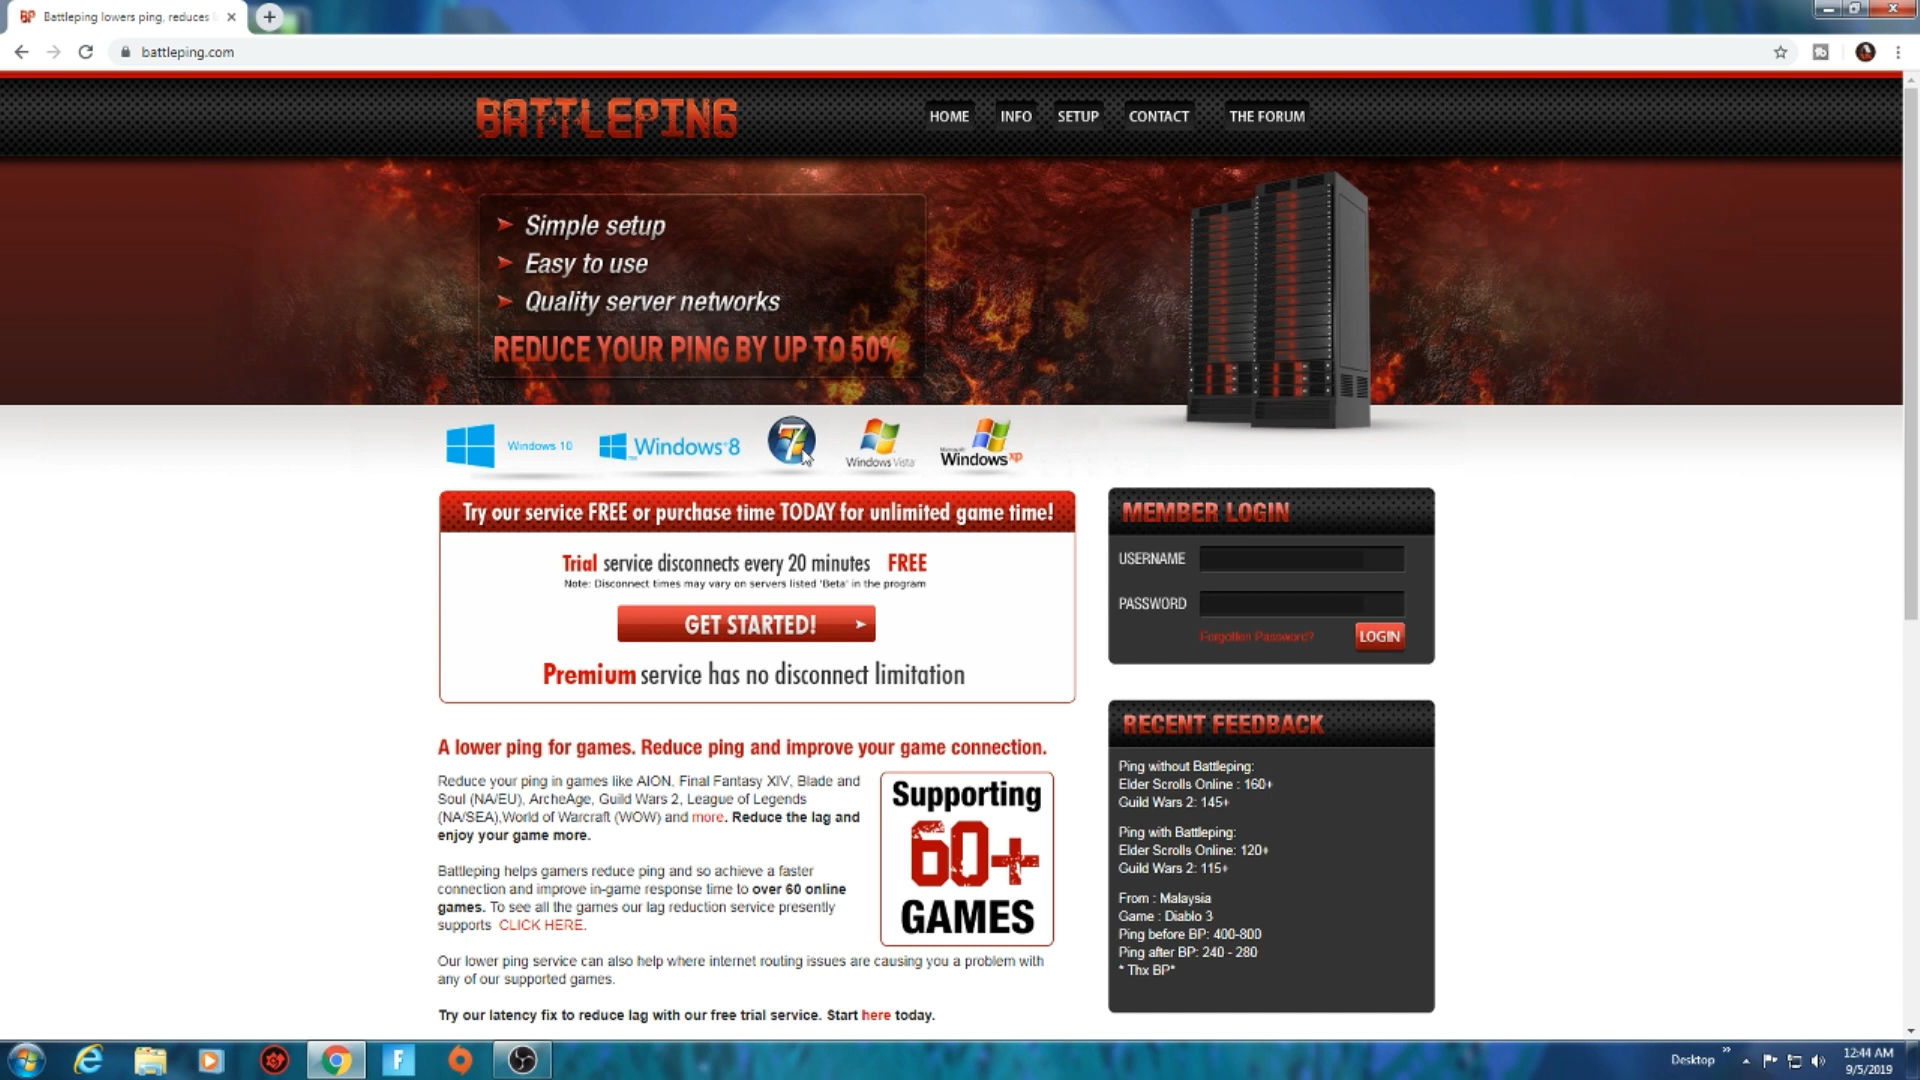 Battleping lowers ping, reduces
battleping.com
BATTLEPING
HOME
INFO
SETUP
CONTACT
THE FORUM
Simple setup
Easy to use
Quality server networks
REDUCE YOUR PING BY UP TO 50%
Windows 10
Windows 8
7
Windows Vista
Microsoft
Windows xp
Try our service FREE or purchase time TODAY for unlimited game time!
Trial service disconnects every 20 minutes FREE
Note: Disconnect times may vary on servers listed 'Beta' in the program
GET STARTED!
Premium service has no disconnect limitation
MEMBER LOGIN
USERNAME
PASSWORD
Forgotten Password?
LOGIN
A lower ping for games. Reduce ping and improve your game connection.
Reduce your ping in games like AION, Final Fantasy XIV, Blade and
Soul (NA/EU), ArcheAge, Guild Wars 2, League of Legends
(NA/SEA),World of Warcraft (WOW) and more. Reduce the lag and
enjoy your game more.
Battleping helps gamers reduce ping and so achieve a faster
connection and improve in-game response time to over 60 online
games. To see all the games our lag reduction service presently
supports CLICK HERE.
Supporting
60+
GAMES
Our lower ping service can also help where internet routing issues are causing you a problem with
any of our supported games.
Try our latency fix to reduce lag with our free trial service. Start here today.
RECENT FEEDBACK
Ping without Battleping:
Elder Scrolls Online : 160+
Guild Wars 2: 145+
Ping with Battleping:
Elder Scrolls Online: 120+
Guild Wars 2: 115+
From : Malaysia
Game : Diablo 3
Ping before BP: 400-800
Ping after BP: 240 - 280
* Thx BP*
Desktop
12:44 AM
9/5/2019